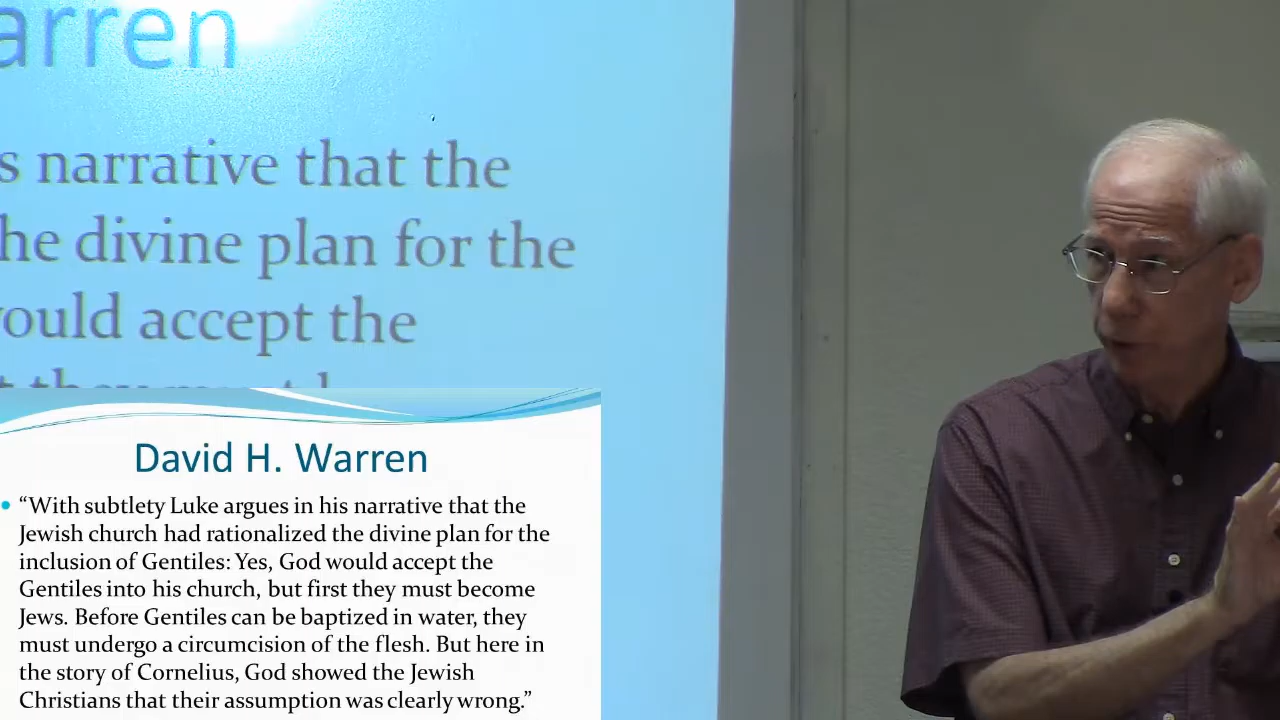 arren
s narrative that the
he divine plan for the
ould accept the
David H. Warren
• “With subtlety Luke argues in his narrative that the
Jewish church had rationalized the divine plan for the
inclusion of Gentiles: Yes, God would accept the
Gentiles into his church, but first they must become
Jews. Before Gentiles can be baptized in water, they
must undergo a circumcision of the flesh. But here in
the story of Cornelius, God showed the Jewish
Christians that their assumption was clearly wrong.”